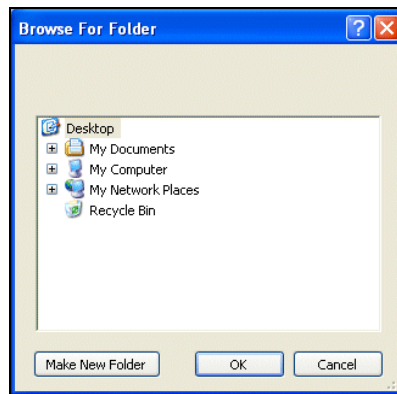 Browse For Folder
Desktop
My Documents
My Computer
My Network Places
Recycle Bin
Make New Folder OK Cancel